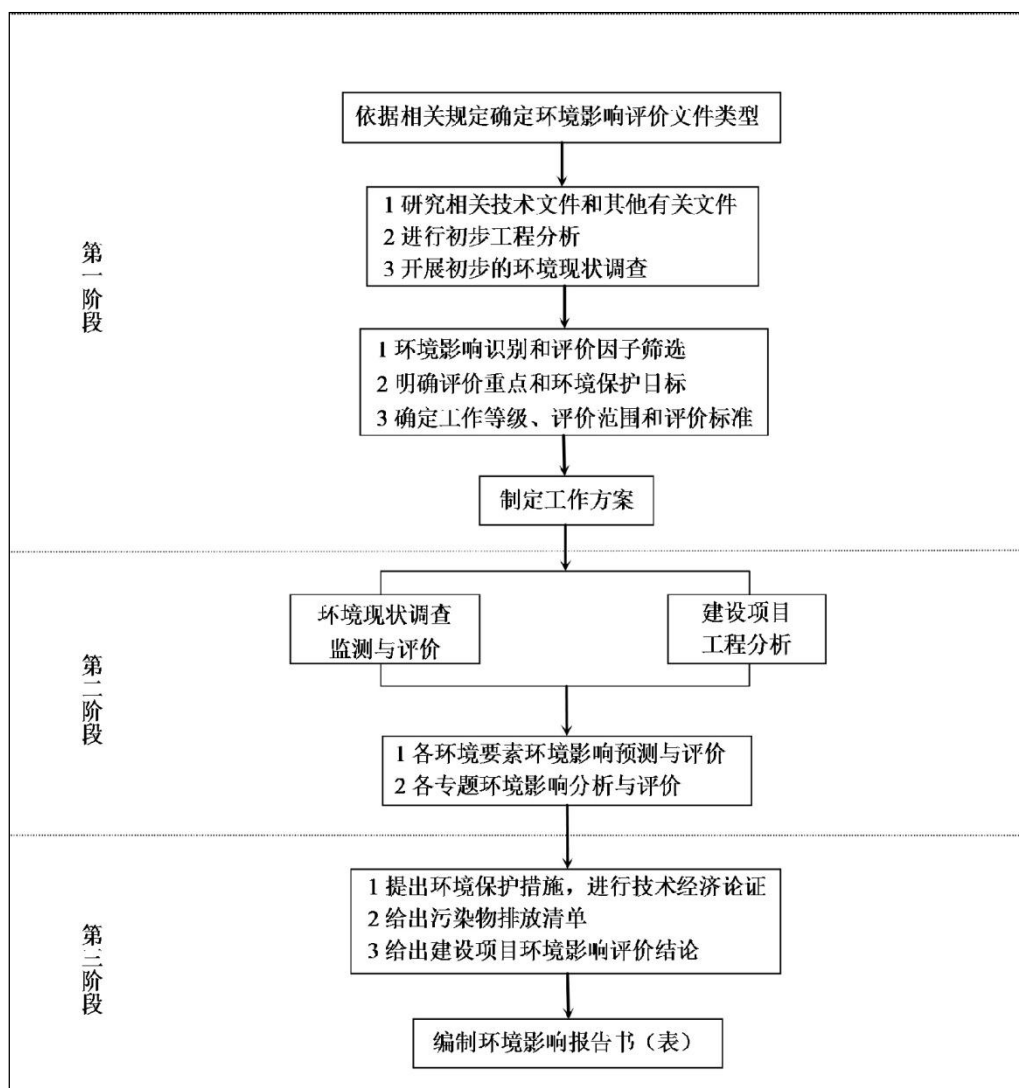 依据相关规定确定环境影响评价文件类型
1 研究相关技术文件和其他有关文件
2 进行初步工程分析
3 开展初步的环境现状调查
第一阶段
1 环境影响识别和评价因子筛选
2 明确评价重点和环境保护目标
3 确定工作等级、评价范围和评价标准
制定工作方案
环境现状调查
监测与评价
建设项目
工程分析
第二阶段
1 各环境要素环境影响预测与评价
2 各专题环境影响分析与评价
1 提出环境保护措施，进行技术经济论证
2 给出污染物排放清单
3 给出建设项目环境影响评价结论
第三阶段
编制环境影响报告书（表）